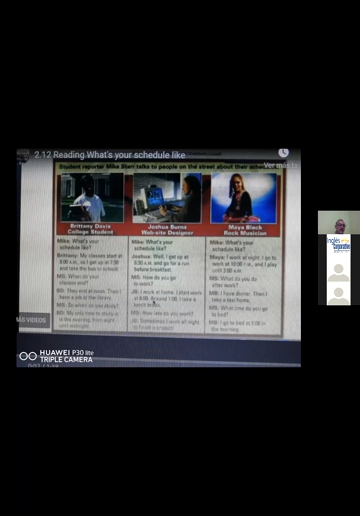 2.12 Reading What's your schedule like
Student reporter Mike Starr talks to people on the street about their schedules
Ver más ta
Brittany Davis
College Student
Mike: What's your
schedule like?
Brittany: My classes start at
8:00 A.M., so I get up at 7:00
and take the bus to school.
MS: When do your
classes end?
BD: They end at noon. Then I
have a job at the library.
MS: So when do you study?
BD: My only time to study is
in the evening, from eight
until midnight.
Joshua Burns
Web-site Designer
Mike: What's your
schedule like?
Joshua: Well, I get up at
6:30 A.M. and go for a run
before breakfast.
MS: How do you go
to work?
JB: I work at home. I start work
at 8:00. Around 1:00, I take a
lunch break.
MS: How late do you work?
JB: Sometimes I work all night
to finish a project!
Maya Black
Rock Musician
Mike: What's your
schedule like?
Maya: I work at night. I go to
work at 10:00 P.M., and I play
until 3:00 A.M.
MS: What do you do
after work?
MB: I have dinner. Then I
take a taxi home.
MS: What time do you go
to bed?
MB: I go to bed at 5:00 in
the morning.
MÁS VIDEOS
HUAWEI P30 lite
TRIPLE CAMERA
Inglés